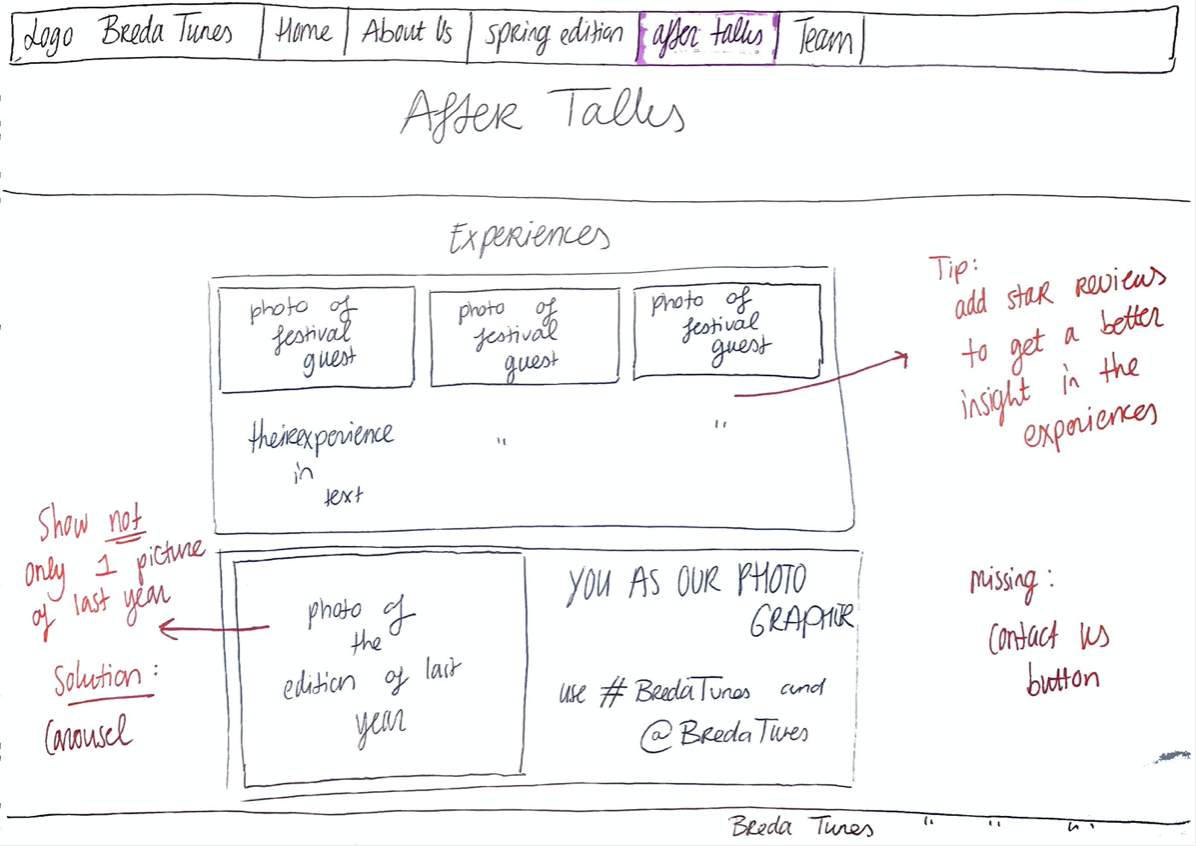 Logo Breda Tunes Home About Us spring edition after talks Team
After Talks
Experiences
photo of
festival
guest
photo of
festival
guest
photo of
festival
guest
their experience
in
text
"
"
Tip:
add star reviews
to get a better
insight in the
experiences
Show not
only 1 picture
of last year
Solution:
Carousel
photo of
the
edition of last
year
YOU AS OUR PHOTO
GRAPHER
use #BredaTunes and
@BredaTunes
missing:
Contact us
button
Breda Tunes " " "